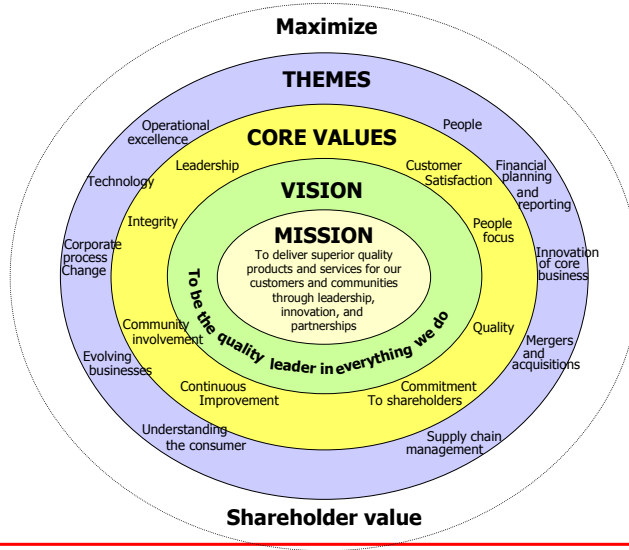 Maximize
THEMES
Operational
excellence
People
CORE VALUES
Leadership
Customer
Satisfaction
Financial
planning
and
reporting
Technology
VISION
Integrity
People
focus
MISSION
To deliver superior quality
products and services for our
customers and communities
through leadership,
innovation, and
partnerships
Corporate
process
Change
Innovation
of core
business
To be the quality leader in everything we do
Community
involvement
Quality
Mergers
and
acquisitions
Evolving
businesses
Continuous
Improvement
Commitment
To shareholders
Understanding
the consumer
Supply chain
management
Shareholder value